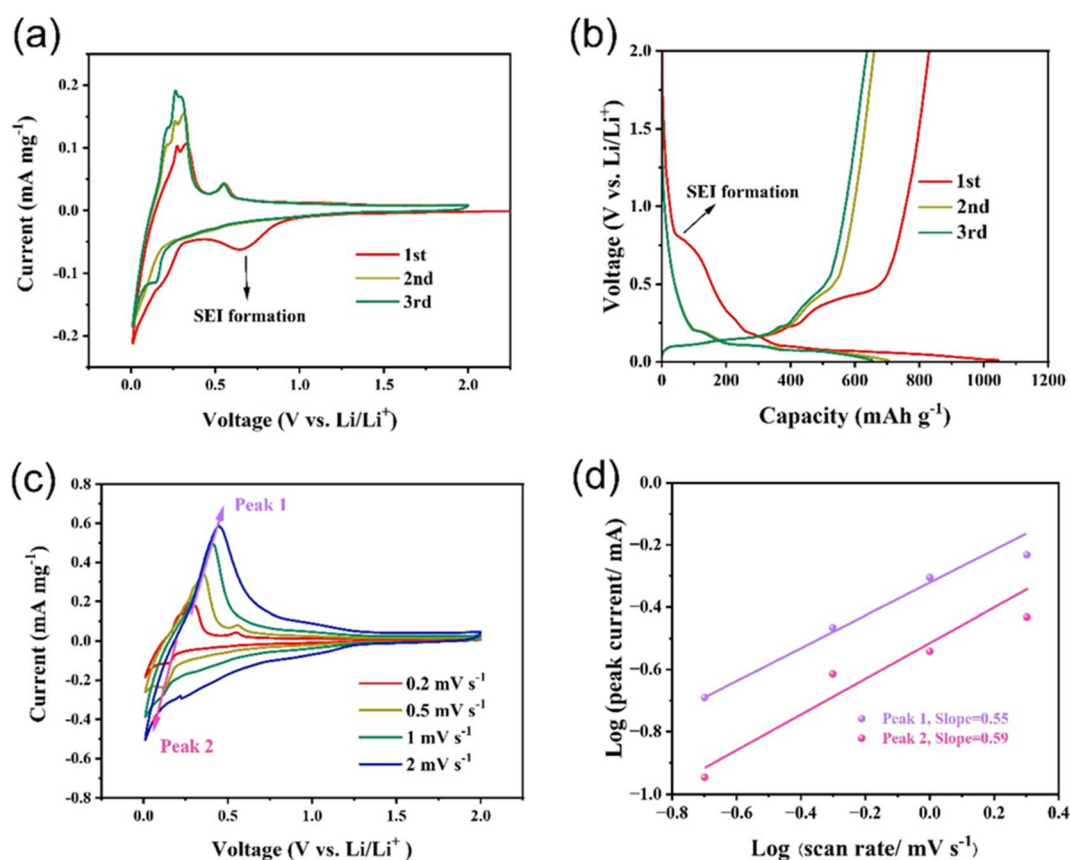 (a)
0.2
0.1
0.0
-0.1
-0.2
Current (mA mg⁻¹)
1st
2nd
3rd
SEI formation
0.0 0.5 1.0 1.5 2.0
Voltage (V vs. Li/Li⁺)
(b)
2.0
1.5
1.0
0.5
0.0
Voltage (V vs. Li/Li⁺)
SEI formation
1st
2nd
3rd
0 200 400 600 800 1000 1200
Capacity (mAh g⁻¹)
(c)
0.8
0.6
0.4
0.2
0.0
-0.2
-0.4
-0.6
-0.8
Current (mA mg⁻¹)
Peak 1
Peak 2
0.2 mV s⁻¹
0.5 mV s⁻¹
1 mV s⁻¹
2 mV s⁻¹
0.0 0.5 1.0 1.5 2.0
Voltage (V vs. Li/Li⁺)
(d)
0.0
−0.2
−0.4
−0.6
−0.8
−1.0
Log (peak current/ mA)
Peak 1, Slope=0.55
Peak 2, Slope=0.59
−0.8 −0.6 −0.4 −0.2 0.0 0.2 0.4
Log (scan rate/ mV s⁻¹)